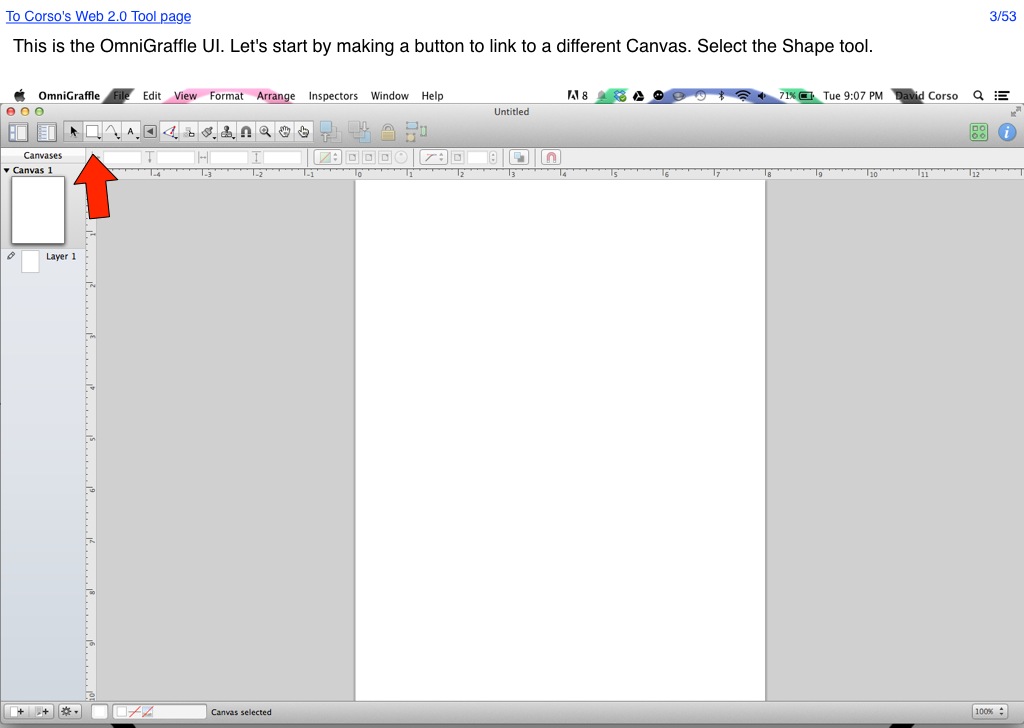 To Corso's Web 2.0 Tool page
3/53
This is the OmniGraffle UI. Let's start by making a button to link to a different Canvas. Select the Shape tool.
OmniGraffle File Edit View Format Arrange Inspectors Window Help 8 71% Tue 9:07 PM David Corso
Untitled
A
Canvases
Canvas 1
-4 -3 -2 -1 0 1 2 3 4 5 6 7 8 9 10 11 12
Layer 1
1
2
3
4
5
6
7
8
9
10
Canvas selected
100%